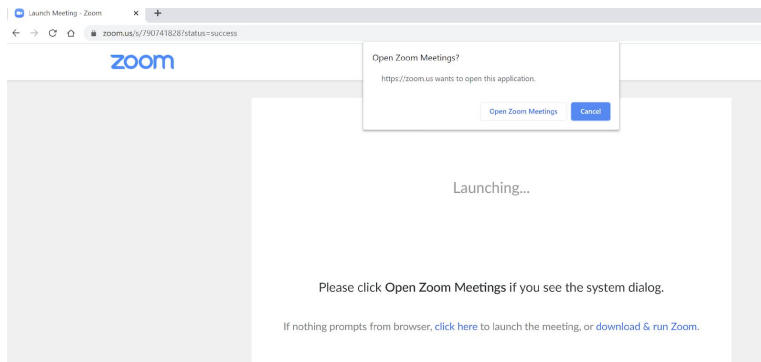 Launch Meeting - Zoom
zoom.us/s/790741828?status=success
zoom
Open Zoom Meetings?
https://zoom.us wants to open this application.
Open Zoom Meetings
Cancel
Launching...
Please click Open Zoom Meetings if you see the system dialog.
If nothing prompts from browser, click here to launch the meeting, or download & run Zoom.